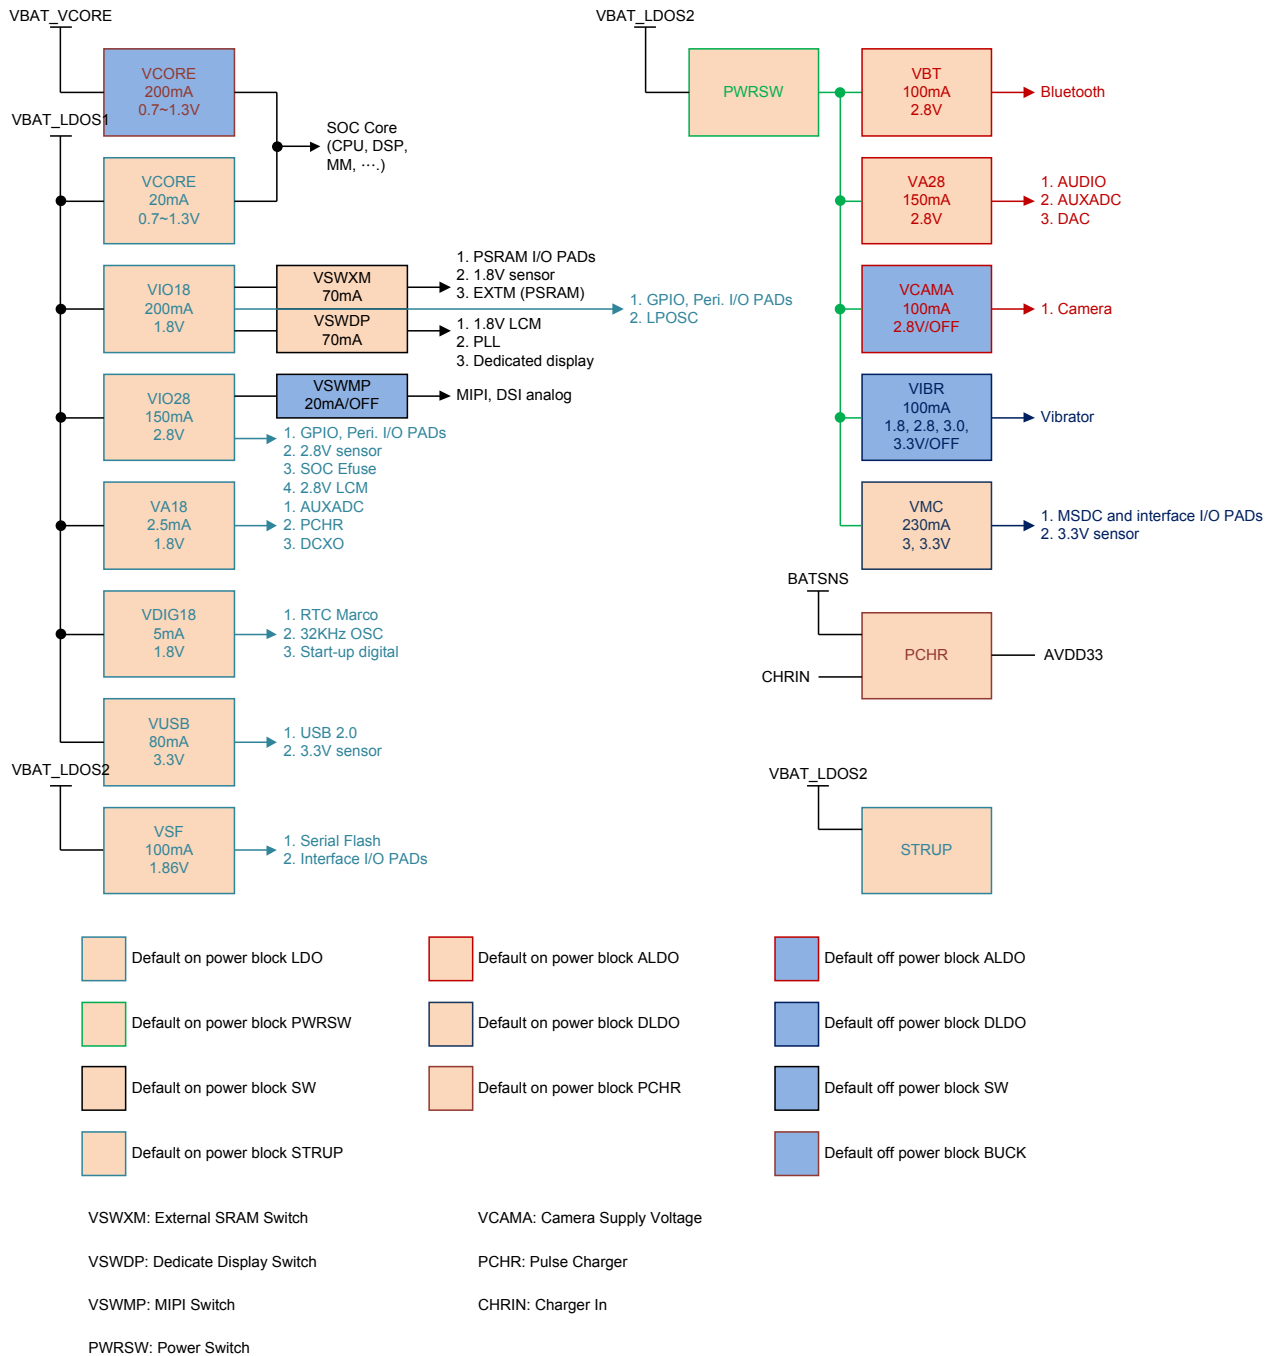 VBAT_VCORE
VCORE
200mA
0.7~1.3V
VBAT_LDOS1
SOC Core
(CPU, DSP,
MM, ….)
VCORE
20mA
0.7~1.3V
VIO18
200mA
1.8V
VSWXM
70mA
VSWDP
70mA
1. PSRAM I/O PADs
2. 1.8V sensor
3. EXTM (PSRAM)
1. GPIO, Peri. I/O PADs
2. LPOSC
1. 1.8V LCM
2. PLL
3. Dedicated display
VIO28
150mA
2.8V
VSWMP
20mA/OFF
MIPI, DSI analog
1. GPIO, Peri. I/O PADs
2. 2.8V sensor
3. SOC Efuse
4. 2.8V LCM
VA18
2.5mA
1.8V
1. AUXADC
2. PCHR
3. DCXO
VDIG18
5mA
1.8V
1. RTC Marco
2. 32KHz OSC
3. Start-up digital
VUSB
80mA
3.3V
1. USB 2.0
2. 3.3V sensor
VBAT_LDOS2
VSF
100mA
1.86V
1. Serial Flash
2. Interface I/O PADs
VBAT_LDOS2
PWRSW
VBT
100mA
2.8V
Bluetooth
VA28
150mA
2.8V
1. AUDIO
2. AUXADC
3. DAC
VCAMA
100mA
2.8V/OFF
1. Camera
VIBR
100mA
1.8, 2.8, 3.0,
3.3V/OFF
Vibrator
VMC
230mA
3, 3.3V
1. MSDC and interface I/O PADs
2. 3.3V sensor
BATSNS
CHRIN
PCHR
AVDD33
VBAT_LDOS2
STRUP
Default on power block LDO
Default on power block ALDO
Default off power block ALDO
Default on power block PWRSW
Default on power block DLDO
Default off power block DLDO
Default on power block SW
Default on power block PCHR
Default off power block SW
Default on power block STRUP
Default off power block BUCK
VSWXM: External SRAM Switch
VCAMA: Camera Supply Voltage
VSWDP: Dedicate Display Switch
PCHR: Pulse Charger
VSWMP: MIPI Switch
CHRIN: Charger In
PWRSW: Power Switch